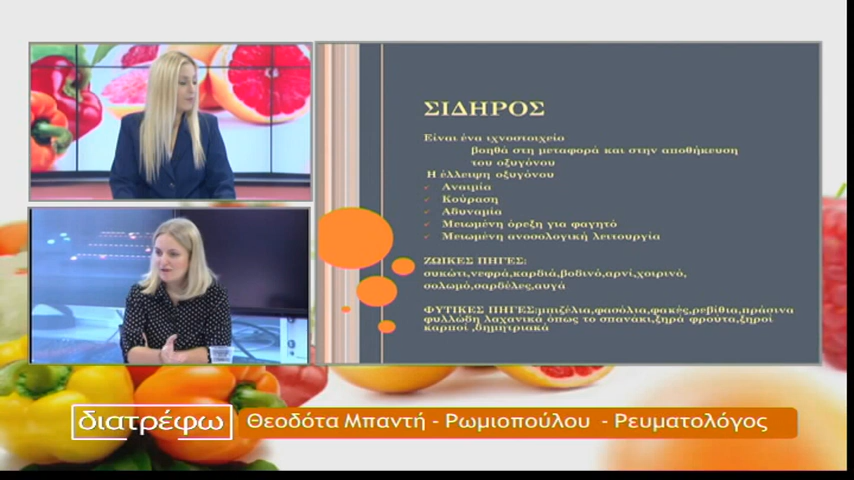 ΣΙΔΗΡΟΣ
Είναι ένα ιχνοστοιχείο
βοηθά στη μεταφορά και στην αποθήκευση
του οξυγόνου
Η έλλειψη οξυγόνου
Αναιμία
Κούραση
Αδυναμία
Μειωμένη όρεξη για φαγητό
Μειωμένη ανοσολογική λειτουργία
ΖΩΙΚΕΣ ΠΗΓΕΣ:
συκώτι,νεφρά,καρδιά,βοδινό,αρνί,χοιρινό,
σολωμό,σαρδέλες,αυγά
ΦΥΤΙΚΕΣ ΠΗΓΕΣ:μπιζέλια,φασόλια,φακές,ρεβίθια,πράσινα
φυλλώδη λαχανικά όπως το σπανάκι,ξηρά φρούτα,ξηροί
καρποί ,δημητριακά
διατρέφω Θεοδότα Μπαντή - Ρωμιοπούλου - Ρευματολόγος